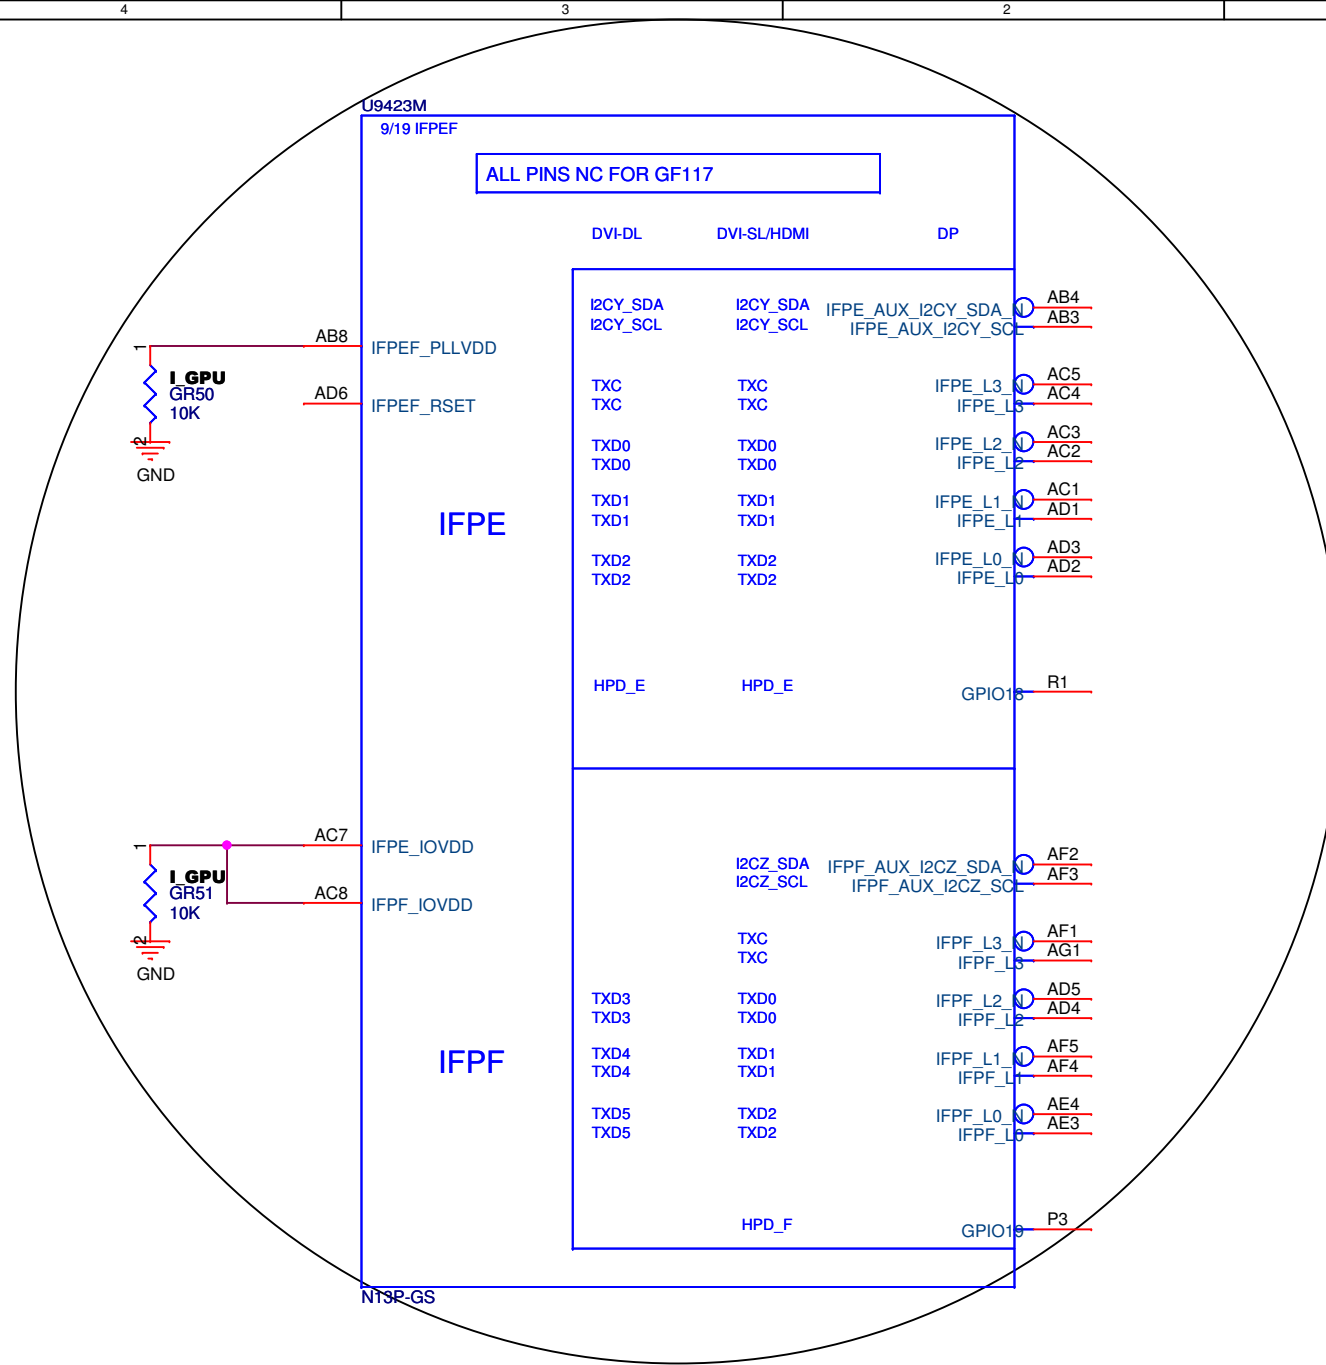 4 3 2
U9423M
9/19 IFPEF
ALL PINS NC FOR GF117
DVI-DL DVI-SL/HDMI DP
I2CY_SDA I2CY_SDA IFPE_AUX_I2CY_SDA_N AB4
I2CY_SCL I2CY_SCL IFPE_AUX_I2CY_SCL AB3
1 AB8 IFPEF_PLLVDD
I_GPU
GR50
10K
2
GND
AD6 IFPEF_RSET
TXC TXC IFPE_L3_N AC5
TXC TXC IFPE_L3 AC4
TXD0 TXD0 IFPE_L2_N AC3
TXD0 TXD0 IFPE_L2 AC2
TXD1 TXD1 IFPE_L1_N AC1
TXD1 TXD1 IFPE_L1 AD1
IFPE
TXD2 TXD2 IFPE_L0_N AD3
TXD2 TXD2 IFPE_L0 AD2
HPD_E HPD_E GPIO18 R1
1 AC7 IFPE_IOVDD
I_GPU
GR51
10K
2
GND
AC8 IFPF_IOVDD
I2CZ_SDA IFPF_AUX_I2CZ_SDA_N AF2
I2CZ_SCL IFPF_AUX_I2CZ_SCL AF3
TXC IFPF_L3_N AF1
TXC IFPF_L3 AG1
TXD3 TXD0 IFPF_L2_N AD5
TXD3 TXD0 IFPF_L2 AD4
IFPF
TXD4 TXD1 IFPF_L1_N AF5
TXD4 TXD1 IFPF_L1 AF4
TXD5 TXD2 IFPF_L0_N AE4
TXD5 TXD2 IFPF_L0 AE3
HPD_F GPIO19 P3
N13P-GS